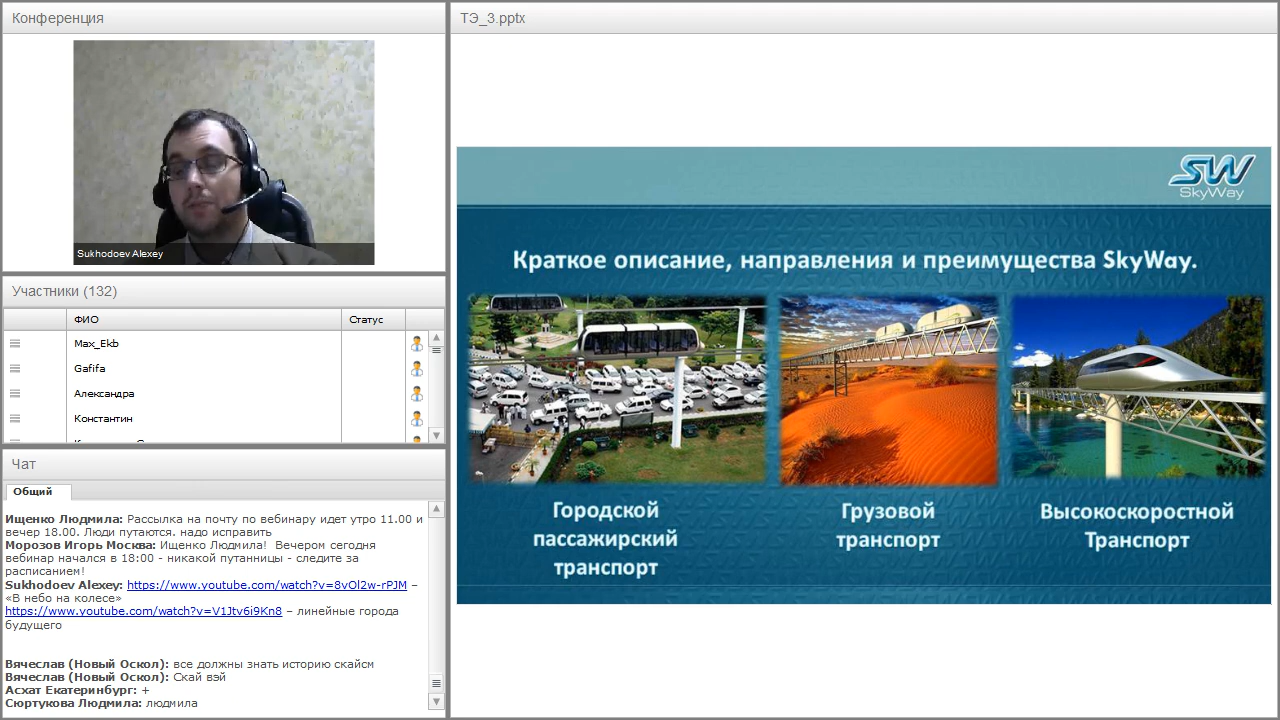 Конференция
Sukhodoev Alexey
Участники (132)
ФИО Статус
Max_Ekb
Gafifa
Александра
Константин
Чат
Общий
Ищенко Людмила: Рассылка на почту по вебинару идет утро 11.00 и
вечер 18.00. Люди путаются. надо исправить
Морозов Игорь Москва: Ищенко Людмила! Вечером сегодня
вебинар начался в 18:00 - никакой путанницы - следите за
расписанием!
Sukhodoev Alexey: https://www.youtube.com/watch?v=8vOl2w-rPJM –
«В небо на колесе»
https://www.youtube.com/watch?v=V1Jtv6i9Kn8 – линейные города
будущего
Вячеслав (Новый Оскол): все должны знать историю скайсм
Вячеслав (Новый Оскол): Скай вэй
Асхат Екатеринбург: +
Сюртукова Людмила: людмила
ТЭ_3.pptx
SW
SkyWay
Краткое описание, направления и преимущества SkyWay.
Городской
пассажирский
транспорт
Грузовой
транспорт
Высокоскоростной
Транспорт